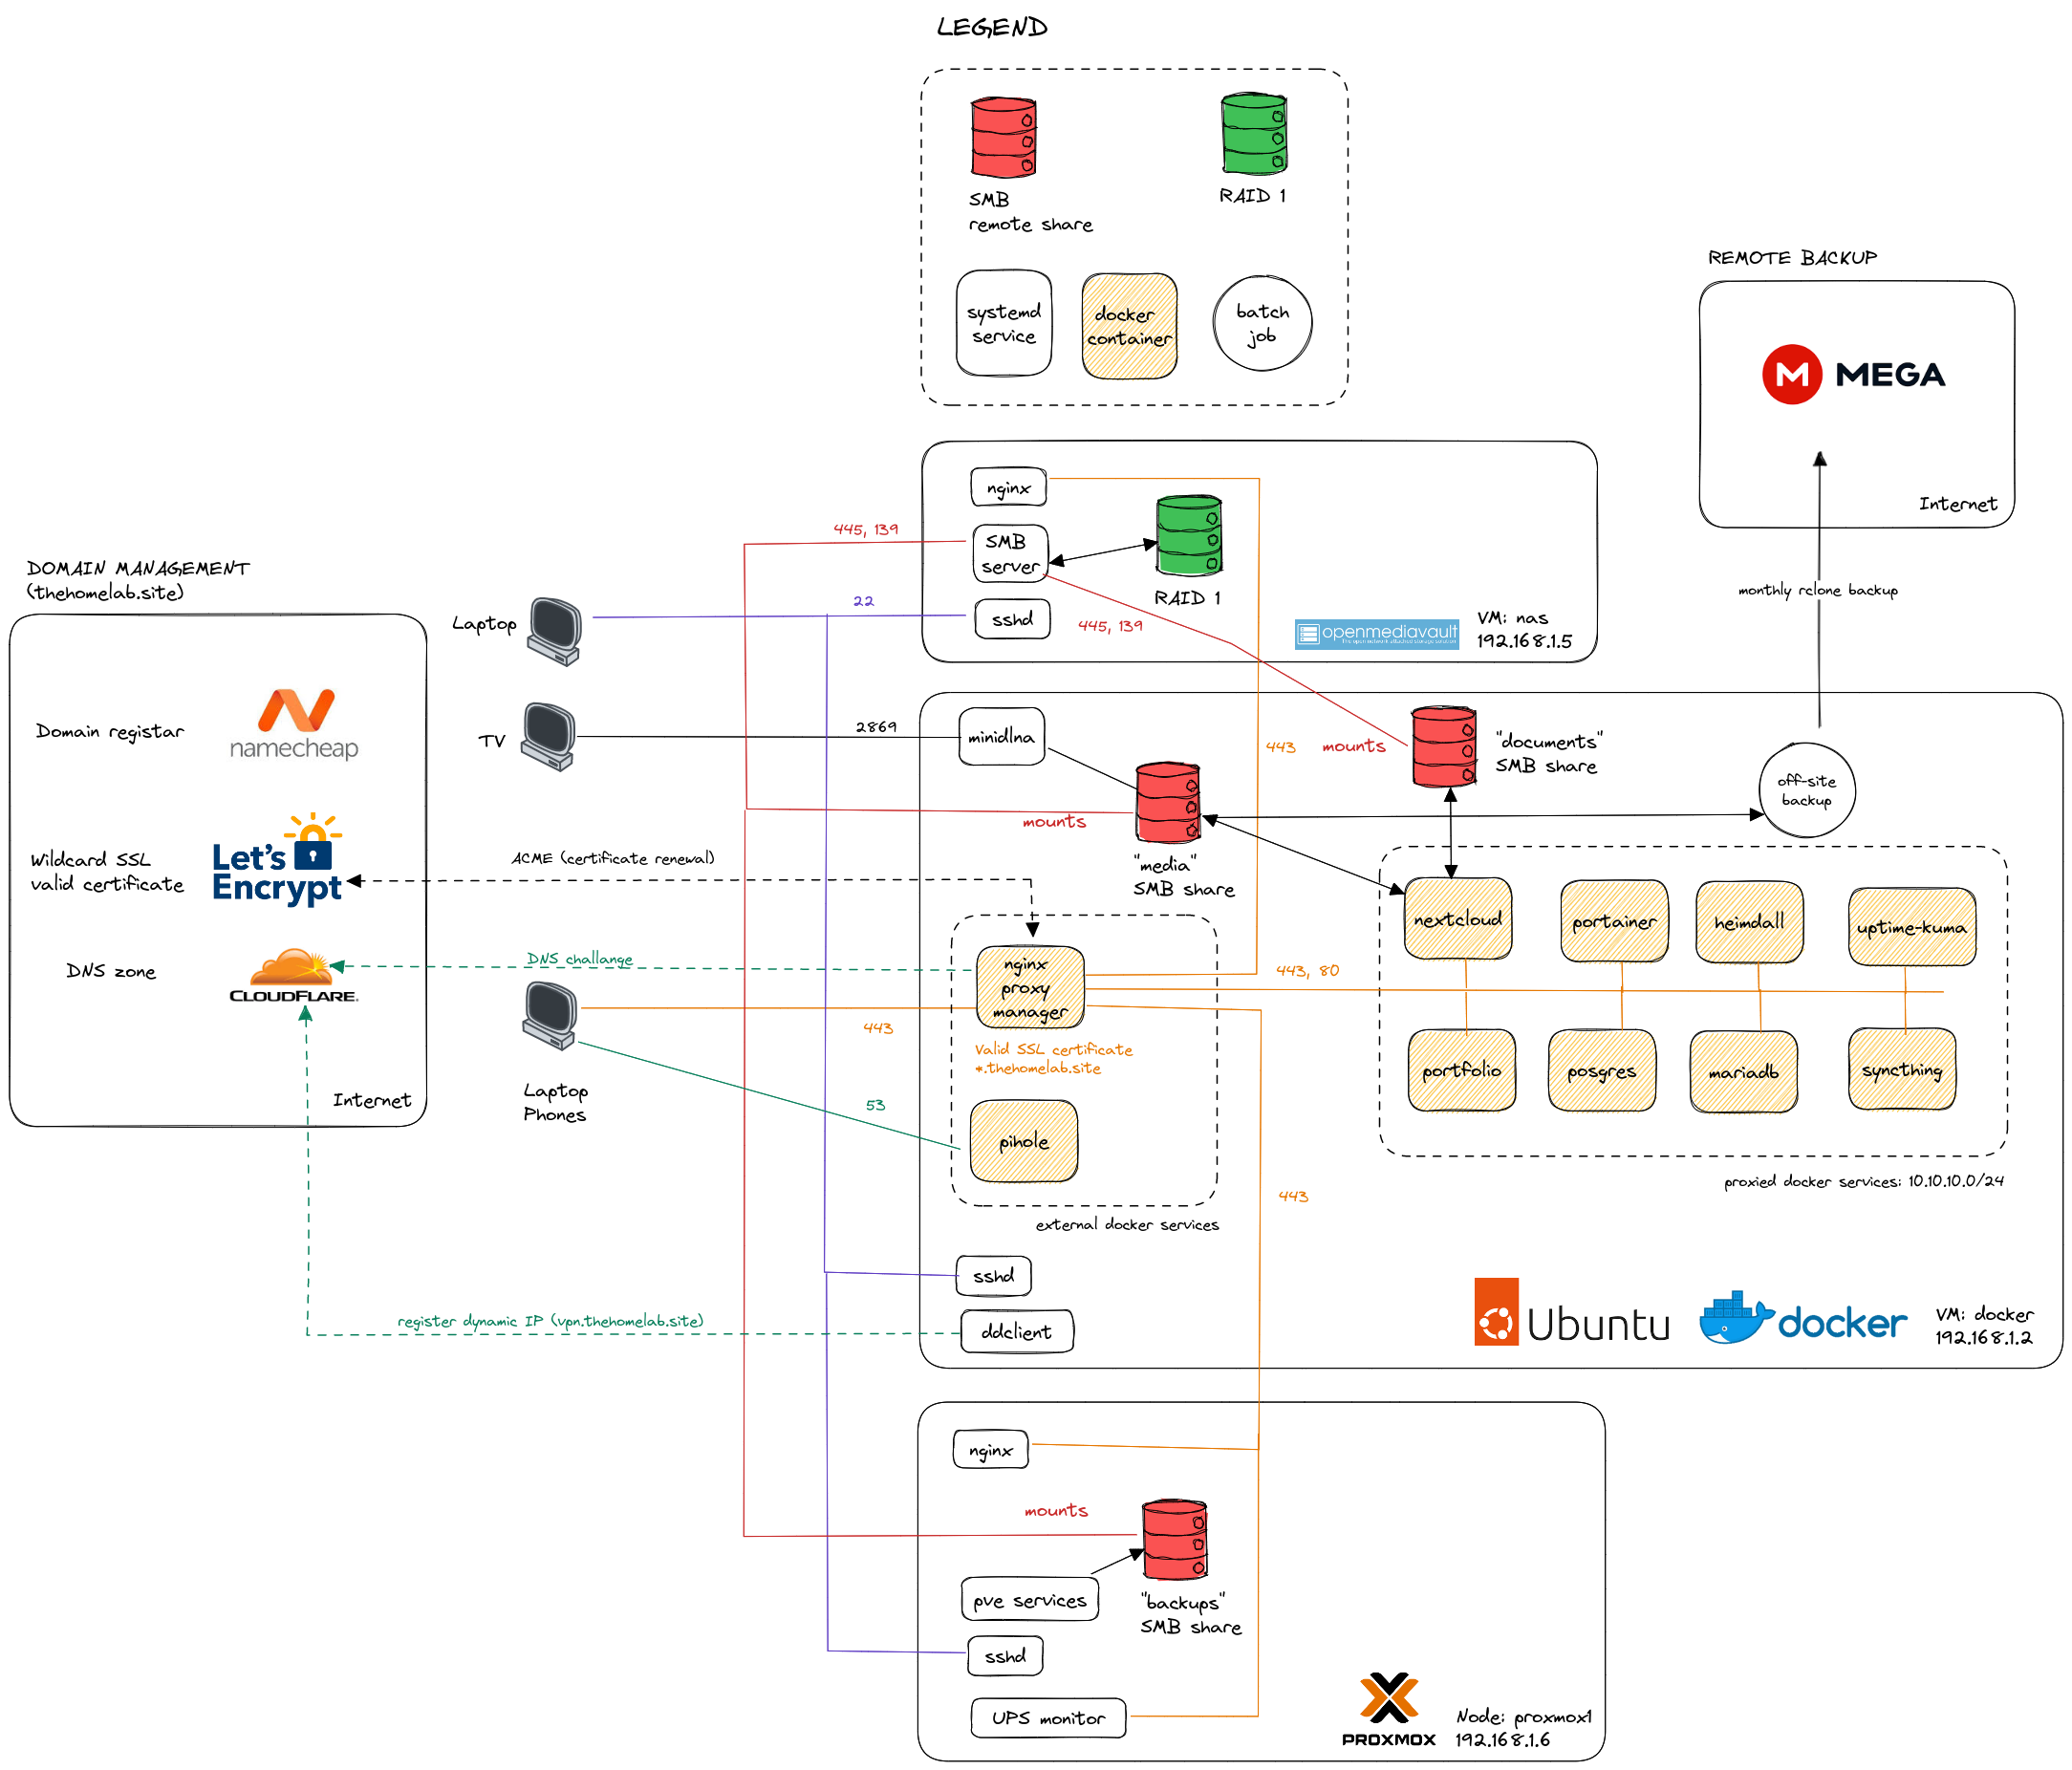 LEGEND
SMB
remote share
RAID 1
systemd
service
docker
container
batch
job
REMOTE BACKUP
MEGA
Internet
monthly rclone backup
nginx
445, 139
SMB
server
RAID 1
22
sshd
445, 139
openmediavault
The open network attached storage solution
VM: nas
192.168.1.5
DOMAIN MANAGEMENT
(thehomelab.site)
Domain registar
namecheap
Wildcard SSL
valid certificate
Let's
Encrypt
DNS zone
CLOUDFLARE.
Internet
Laptop
TV
2869
minidlna
443
mounts
"documents"
SMB share
off-site
backup
mounts
"media"
SMB share
ACME (certificate renewal)
DNS challange
nginx
proxy
manager
443, 80
443
Valid SSL certificate
*.thehomelab.site
Laptop
Phones
53
pihole
external docker services
nextcloud
portainer
heimdall
uptime-kuma
portfolio
posgres
mariadb
syncthing
proxied docker services: 10.10.10.0/24
443
sshd
register dynamic IP (vpn.thehomelab.site)
ddclient
Ubuntu
docker
VM: docker
192.168.1.2
nginx
mounts
pve services
"backups"
SMB share
sshd
UPS monitor
PROXMOX
Node: proxmox1
192.168.1.6